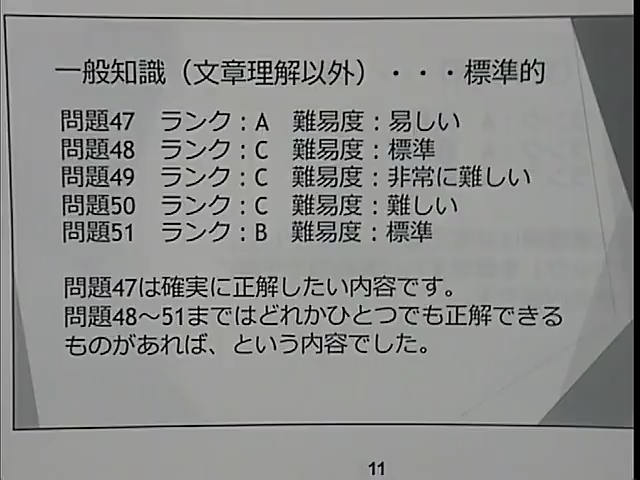 一般知識（文章理解以外）・・・標準的
問題47　ランク：A　難易度：易しい
問題48　ランク：C　難易度：標準
問題49　ランク：C　難易度：非常に難しい
問題50　ランク：C　難易度：難しい
問題51　ランク：B　難易度：標準
問題47は確実に正解したい内容です。
問題48～51まではどれかひとつでも正解できる
ものがあれば、という内容でした。
11